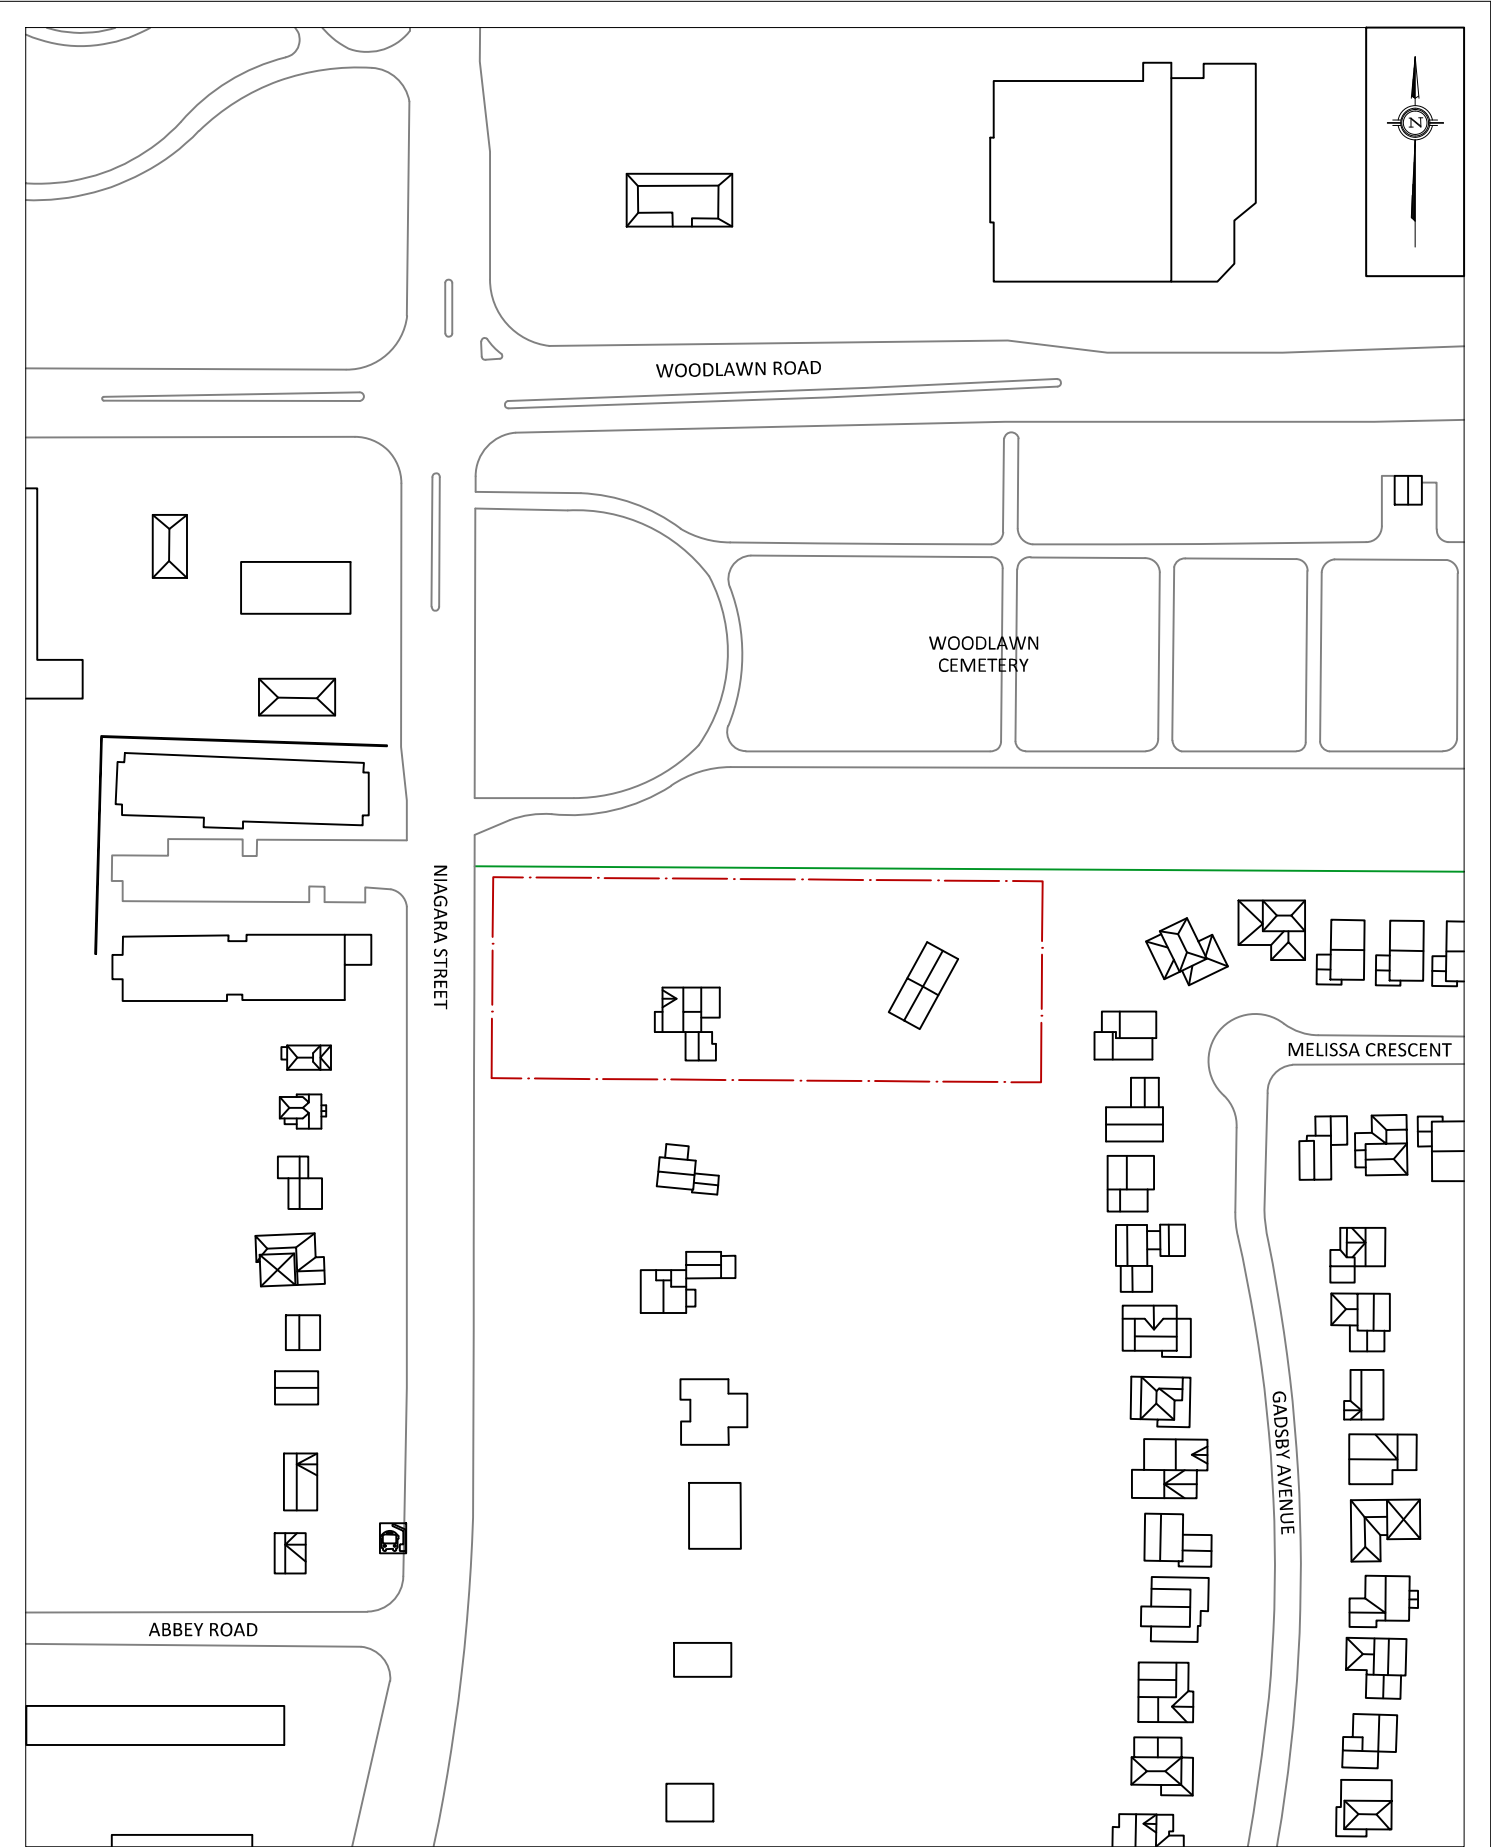 N
WOODLAWN ROAD
WOODLAWN
CEMETERY
NIAGARA STREET
MELISSA CRESCENT
GADSBY AVENUE
ABBEY ROAD